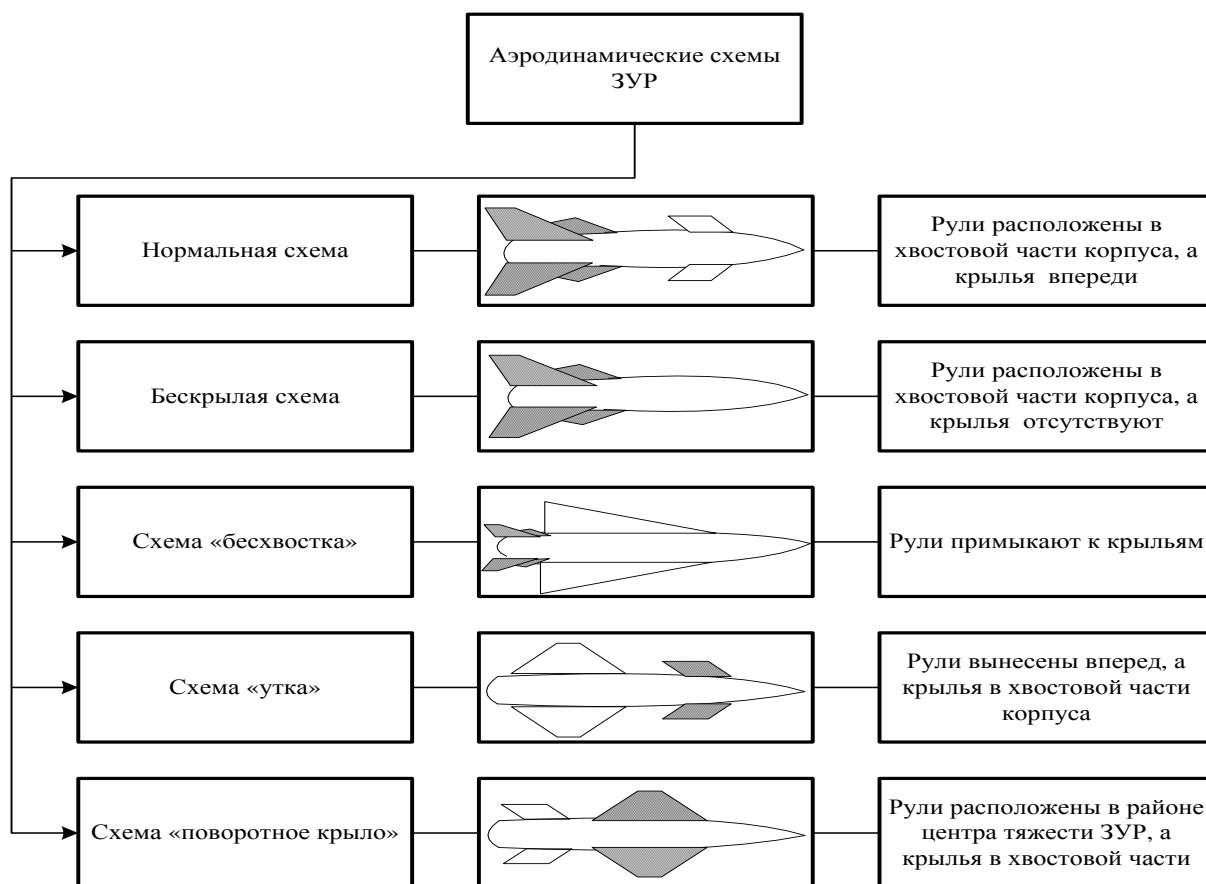 Аэродинамические схемы
ЗУР
Нормальная схема
Рули расположены в
хвостовой части корпуса, а
крылья впереди
Бескрылая схема
Рули расположены в
хвостовой части корпуса, а
крылья отсутствуют
Схема «бесхвостка»
Рули примыкают к крыльям
Схема «утка»
Рули вынесены вперед, а
крылья в хвостовой части
корпуса
Схема «поворотное крыло»
Рули расположены в районе
центра тяжести ЗУР, а
крылья в хвостовой части